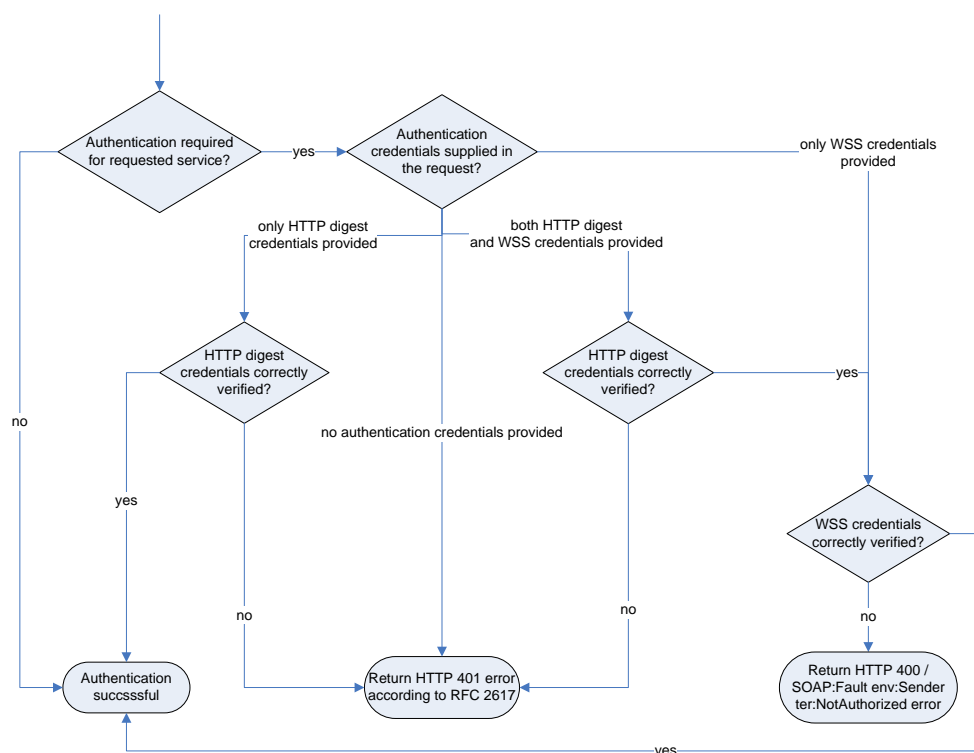 Authentication required
for requested service?
yes
Authentication
credentials supplied in
the request?
only WSS credentials
provided
only HTTP digest
credentials provided
both HTTP digest
and WSS credentials provided
HTTP digest
credentials correctly
verified?
HTTP digest
credentials correctly
verified?
yes
no
no authentication credentials provided
yes
WSS credentials
correctly verified?
no
no
no
Authentication
succsssful
Return HTTP 401 error
according to RFC 2617
Return HTTP 400 /
SOAP:Fault env:Sender
ter:NotAuthorized error
yes